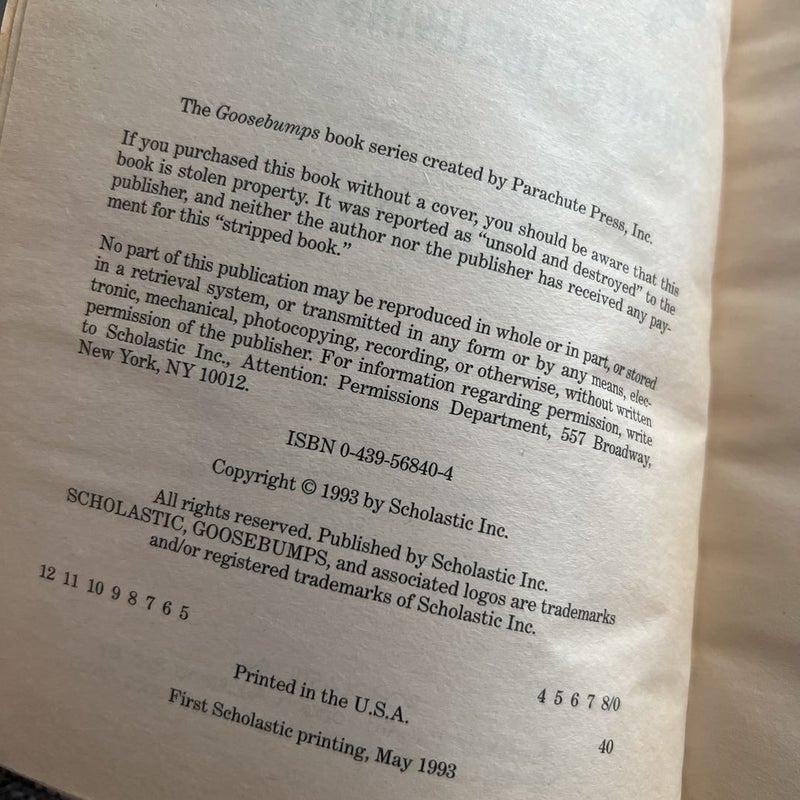 The Goosebumps book series created by Parachute Press, Inc.
If you purchased this book without a cover, you should be aware that this
book is stolen property. It was reported as "unsold and destroyed" to the
publisher, and neither the author nor the publisher has received any pay-
ment for this "stripped book."
No part of this publication may be reproduced in whole or in part, or stored
in a retrieval system, or transmitted in any form or by any means, elec-
tronic, mechanical, photocopying, recording, or otherwise, without written
permission of the publisher. For information regarding permission, write
to Scholastic Inc., Attention: Permissions Department, 557 Broadway,
New York, NY 10012.
ISBN 0-439-56840-4
Copyright © 1993 by Scholastic Inc.
All rights reserved. Published by Scholastic Inc.
SCHOLASTIC, GOOSEBUMPS, and associated logos are trademarks
and/or registered trademarks of Scholastic Inc.
12 11 10 9 8 7 6 5 4 5 6 7 8/0
Printed in the U.S.A. 40
First Scholastic printing, May 1993